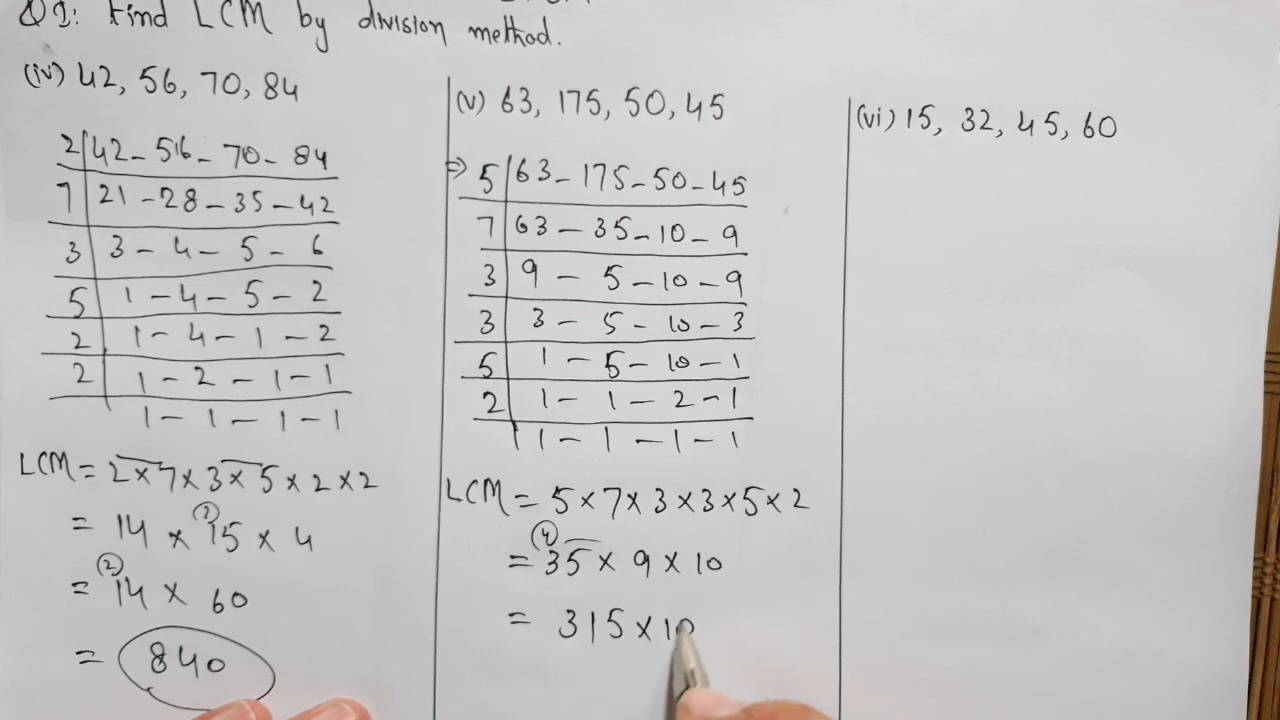 Q1: Find LCM by division method.
(iv) 42, 56, 70, 84
2|42 - 56 - 70 - 84
7|21 - 28 - 35 - 42
3|3 - 4 - 5 - 6
5|1 - 4 - 5 - 2
2|1 - 4 - 1 - 2
2|1 - 2 - 1 - 1
1 - 1 - 1 - 1
LCM = 2 × 7 × 3 × 5 × 2 × 2
= 14 × 15 × 4
= 14 × 60
= 840
(v) 63, 175, 50, 45
⇒ 5|63 - 175 - 50 - 45
7|63 - 35 - 10 - 9
3|9 - 5 - 10 - 9
3|3 - 5 - 10 - 3
5|1 - 5 - 10 - 1
2|1 - 1 - 2 - 1
1 - 1 - 1 - 1
LCM = 5 × 7 × 3 × 3 × 5 × 2
(4)
= 35 × 9 × 10
= 315 × 10
(vi) 15, 32, 45, 60